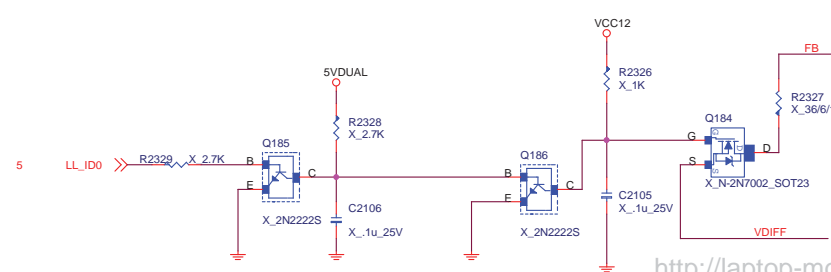 VCC12
FB
5VDUAL
R2326
X_1K
R2327
X_36/6/
R2328
X_2.7K
Q184
G
D
S
X_N-2N7002_SOT23
Q185
Q186
5
LL_ID0
R2329
X_2.7K
B
C
E
X_2N2222S
B
C
E
X_2N2222S
C2106
X_.1u_25V
C2105
X_.1u_25V
VDIFF
http://laptop-mo